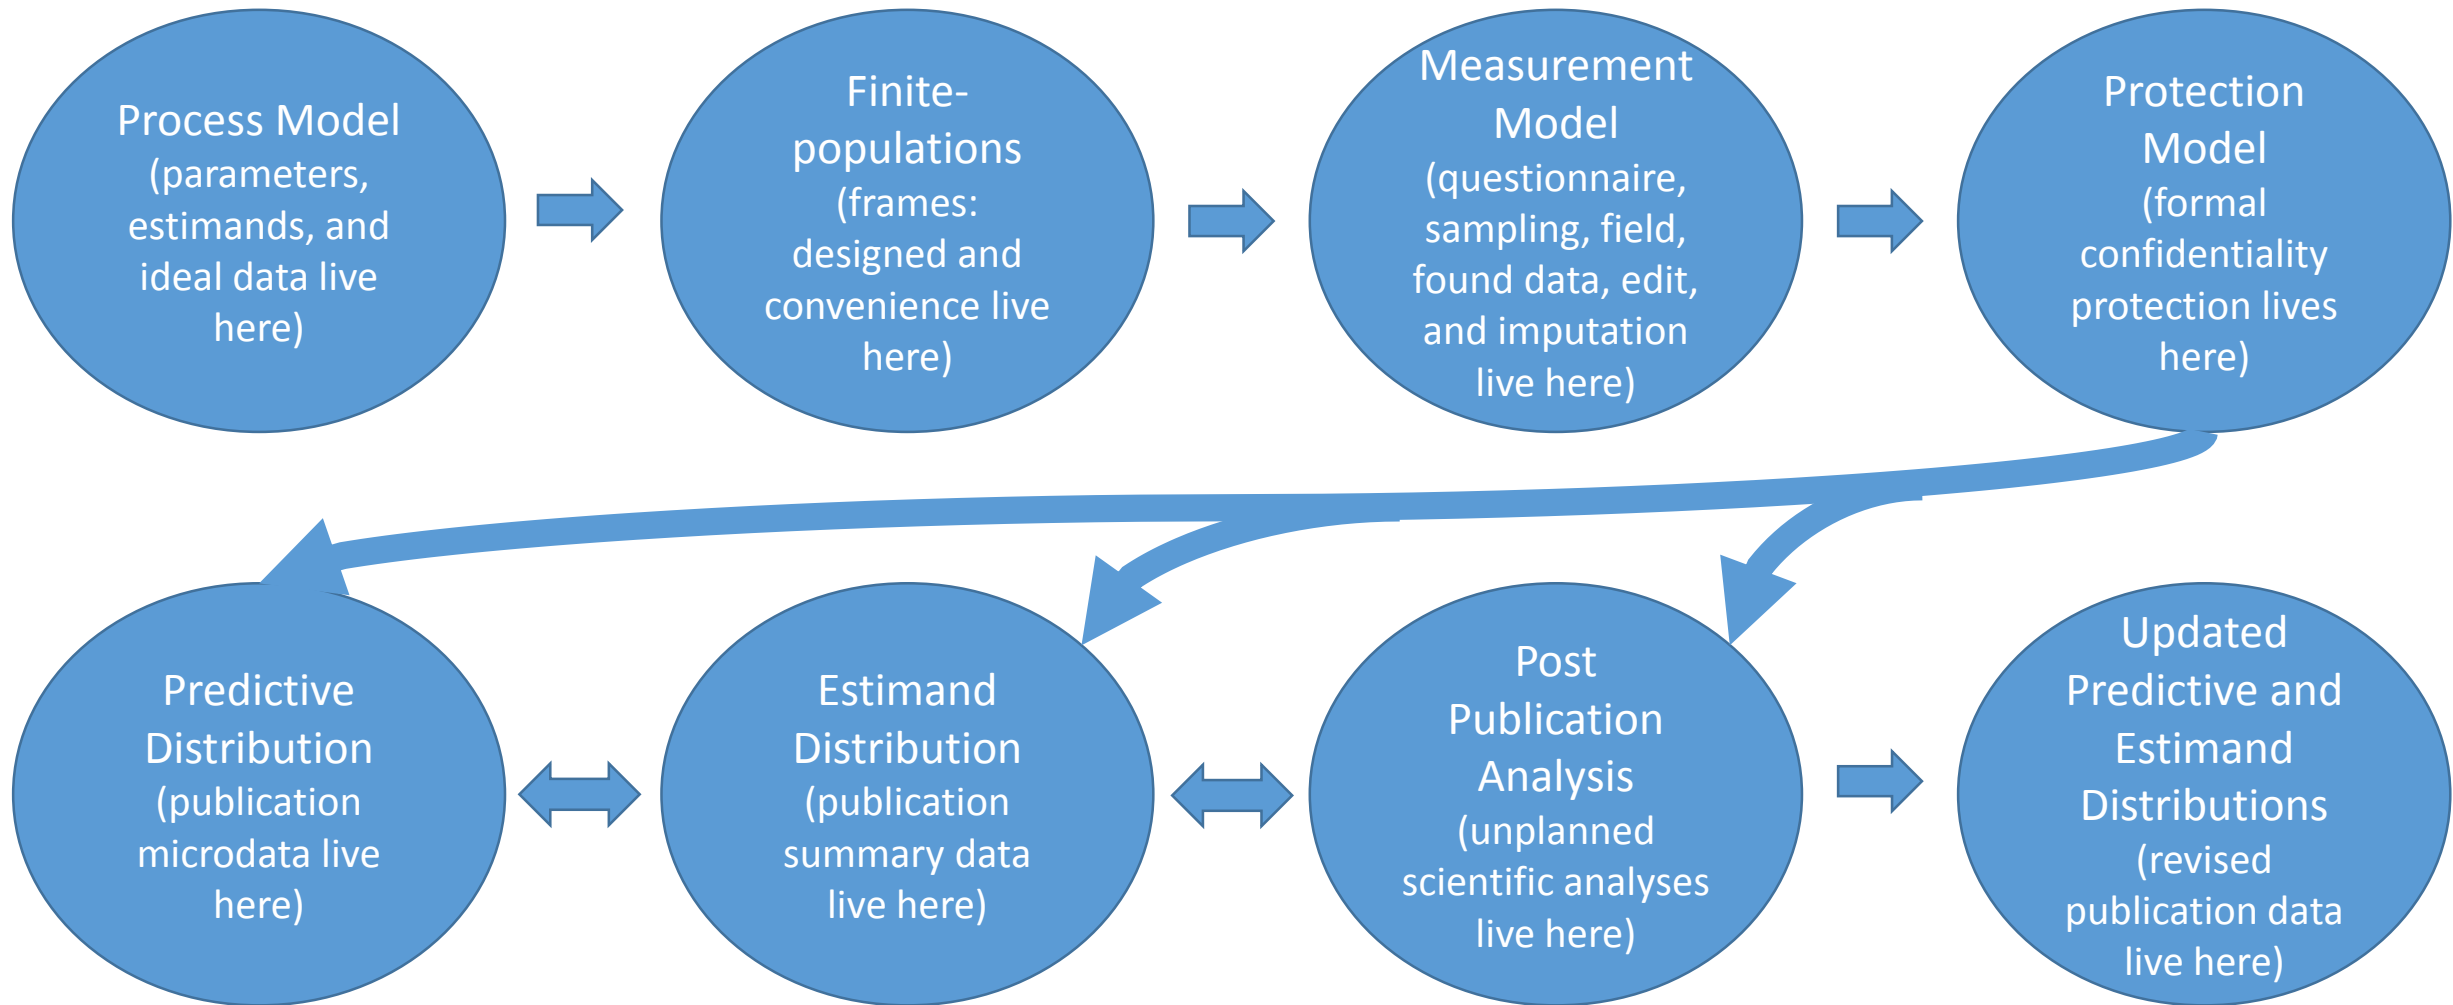 Process Model
(parameters,
estimands, and
ideal data live
here)
Finite-
populations
(frames:
designed and
convenience live
here)
Measurement
Model
(questionnaire,
sampling, field,
found data, edit,
and imputation
live here)
Protection
Model
(formal
confidentiality
protection lives
here)
Predictive
Distribution
(publication
microdata live
here)
Estimand
Distribution
(publication
summary data
live here)
Post
Publication
Analysis
(unplanned
scientific analyses
live here)
Updated
Predictive and
Estimand
Distributions
(revised
publication data
live here)